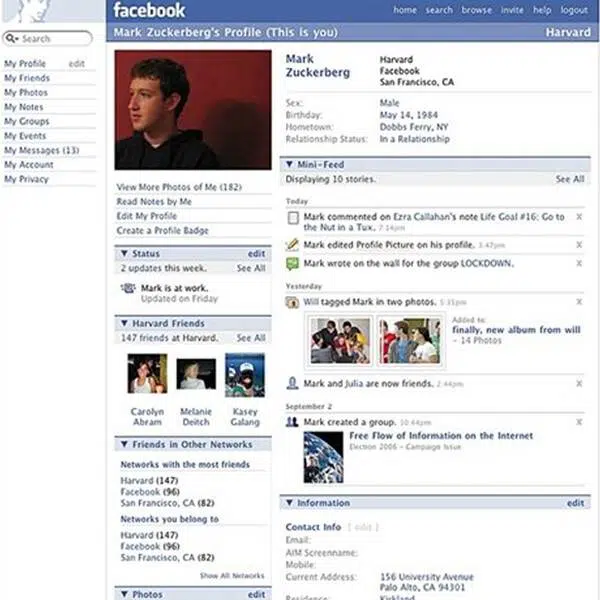 facebook
home search browse invite help logout
Mark Zuckerberg's Profile (This is you)
Harvard
Search
My Profile edit
My Friends
My Photos
My Notes
My Groups
My Events
My Messages (13)
My Account
My Privacy
View More Photos of Me (182)
Read Notes by Me
Edit My Profile
Create a Profile Badge
Status edit
2 updates this week. See All
Mark is at work.
Updated on Friday
Harvard Friends
147 friends at Harvard. See All
Carolyn Abram
Melanie Deitch
Kasey Galang
Friends in Other Networks
Networks with the most friends
Harvard (147)
Facebook (96)
San Francisco, CA (82)
Networks you belong to
Harvard (147)
Facebook (96)
San Francisco, CA (82)
Show All Networks
Photos edit
Mark
Zuckerberg
Harvard
Facebook
San Francisco, CA
Sex: Male
Birthday: May 14, 1984
Hometown: Dobbs Ferry, NY
Relationship Status: In a Relationship
Mini-Feed
Displaying 10 stories. See All
Today
Mark commented on Ezra Callahan's note Life Goal #16: Go to
the Nut in a Tux. 7:14pm
Mark edited Profile Picture on his profile. 3:47pm
Mark wrote on the wall for the group LOCKDOWN.
Yesterday
Will tagged Mark in two photos. 5:35pm
Added to:
finally, new album from will
- 14 Photos
Mark and Julia are now friends. 2:44pm
September 2
Mark created a group. 10:44pm
Free Flow of Information on the Internet
Election 2006 - Campaign Issue
Information edit
Contact Info [ edit ]
Email:
AIM Screenname:
Mobile:
Current Address: 156 University Avenue
Palo Alto, CA 94301
Residence: Kirkland